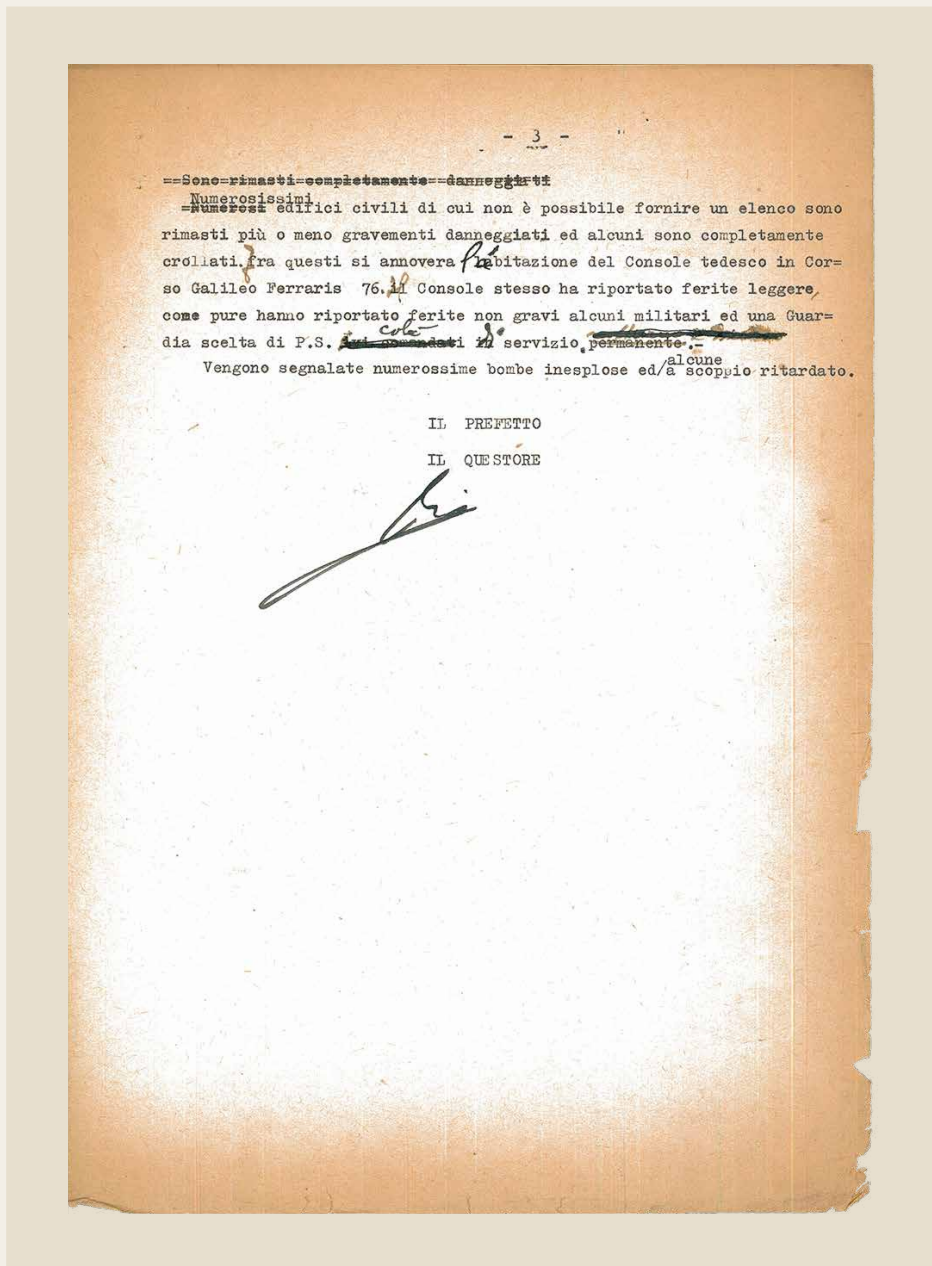 - 3 -
==Sono=rimasti=completamente==danneggiati
Numerosissimi
=Numerosi edifici civili di cui non è possibile fornire un elenco sono
rimasti più o meno gravementi danneggiati ed alcuni sono completamente
crollati. fra questi si annovera l'abitazione del Console tedesco in Cor=
so Galileo Ferraris 76. il Console stesso ha riportato ferite leggere,
come pure hanno riportato ferite non gravi alcuni militari ed una Guar=
colà
dia scelta di P.S. ivi comandati di servizio. permanente.=
alcune
Vengono segnalate numerossime bombe inesplose ed/a scoppio ritardato.
IL PREFETTO
IL QUESTORE